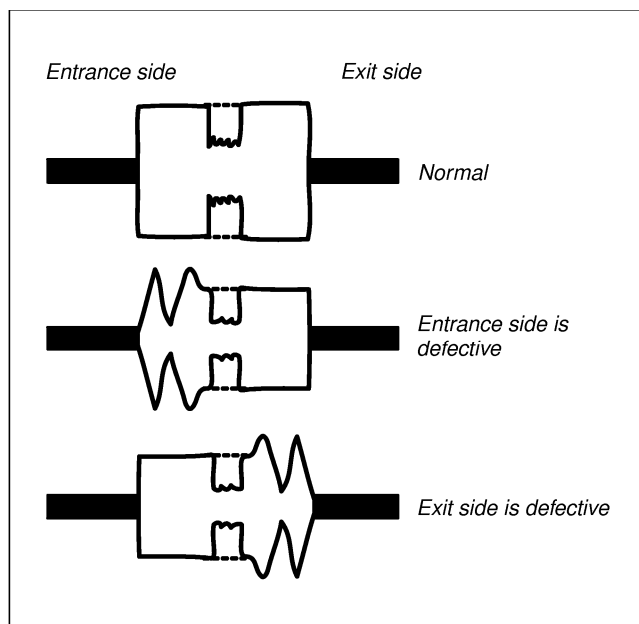 Entrance side
Exit side
Normal
Entrance side is
defective
Exit side is defective